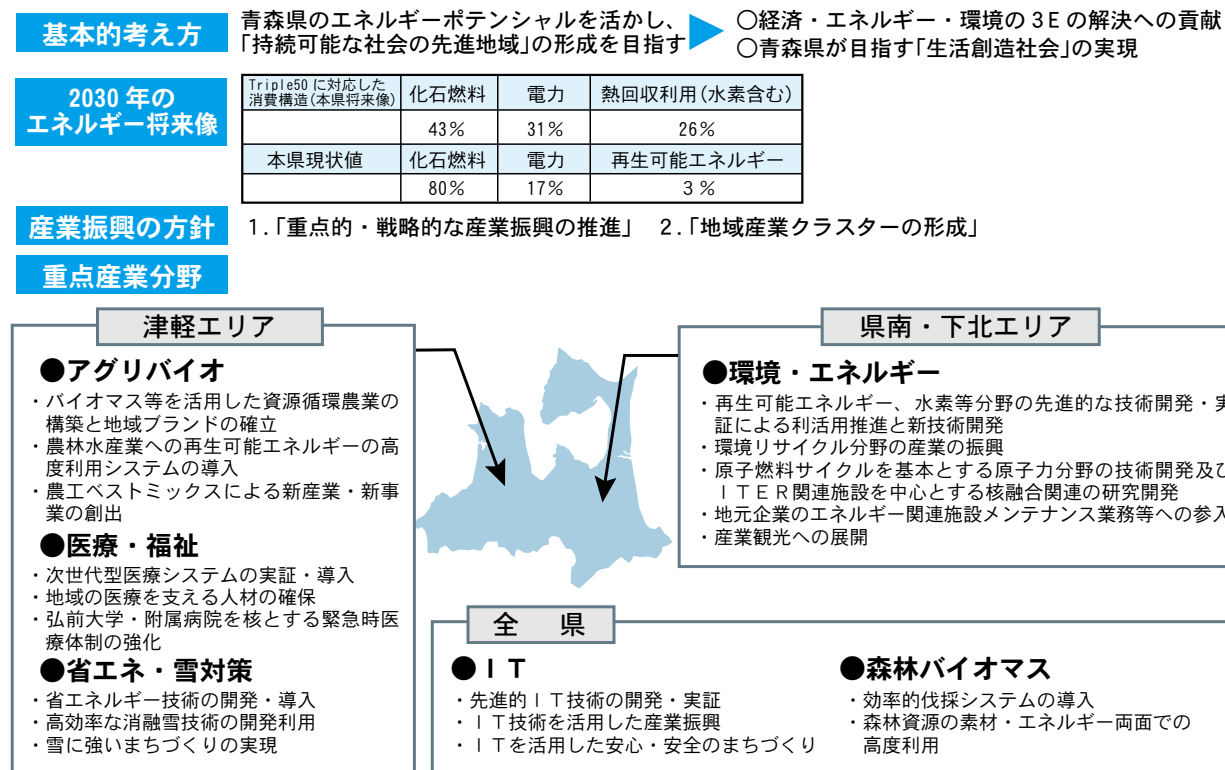 基本的考え方
青森県のエネルギーポテンシャルを活かし、
「持続可能な社会の先進地域」の形成を目指す
○経済・エネルギー・環境の3Eの解決への貢献
○青森県が目指す「生活創造社会」の実現
2030年の
エネルギー将来像
Triple50に対応した
消費構造(本県将来像) 化石燃料 電力 熱回収利用(水素含む)
43% 31% 26%
本県現状値 化石燃料 電力 再生可能エネルギー
80% 17% 3%
産業振興の方針
1.「重点的・戦略的な産業振興の推進」 2.「地域産業クラスターの形成」
重点産業分野
津軽エリア
●アグリバイオ
・バイオマス等を活用した資源循環農業の
構築と地域ブランドの確立
・農林水産業への再生可能エネルギーの高
度利用システムの導入
・農工ベストミックスによる新産業・新事
業の創出
●医療・福祉
・次世代型医療システムの実証・導入
・地域の医療を支える人材の確保
・弘前大学・附属病院を核とする緊急時医
療体制の強化
●省エネ・雪対策
・省エネルギー技術の開発・導入
・高効率な消融雪技術の開発利用
・雪に強いまちづくりの実現
県南・下北エリア
●環境・エネルギー
・再生可能エネルギー、水素等分野の先進的な技術開発・実
証による利活用推進と新技術開発
・環境リサイクル分野の産業の振興
・原子燃料サイクルを基本とする原子力分野の技術開発及び
ITER関連施設を中心とする核融合関連の研究開発
・地元企業のエネルギー関連施設メンテナンス業務等への参入
・産業観光への展開
全 県
●IT
・先進的IT技術の開発・実証
・IT技術を活用した産業振興
・ITを活用した安心・安全のまちづくり
●森林バイオマス
・効率的伐採システムの導入
・森林資源の素材・エネルギー両面での
高度利用